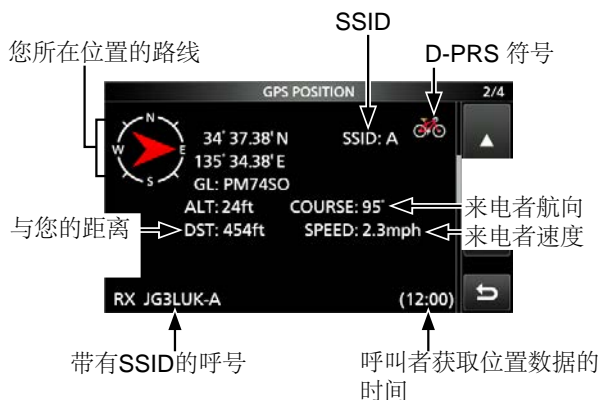 SSID
您所在位置的路线
D-PRS 符号
GPS POSITION 2/4
N
W E
S
34°37.38'N SSID: A
135°34.38'E
GL: PM74SO
ALT: 24ft COURSE: 95°
来电者航向
与您的距离
DST: 454ft SPEED: 2.3mph
来电者速度
RX JG3LUK-A (12:00)
带有SSID的呼号
呼叫者获取位置数据的
时间